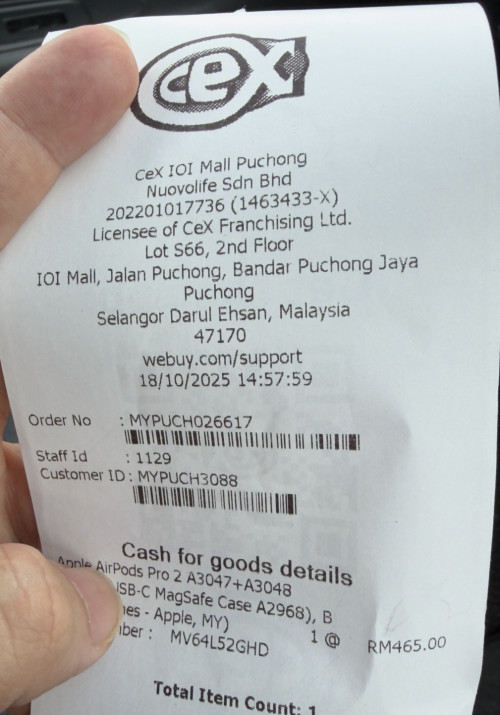 CeX
CeX IOI Mall Puchong
Nuovolife Sdn Bhd
202201017736 (1463433-X)
Licensee of CeX Franchising Ltd.
Lot S66, 2nd Floor
IOI Mall, Jalan Puchong, Bandar Puchong Jaya
Puchong
Selangor Darul Ehsan, Malaysia
47170
webuy.com/support
18/10/2025 14:57:59
Order No : MYPUCH026617
Staff Id : 1129
Customer ID : MYPUCH3088
Cash for goods details
Apple AirPods Pro 2 A3047+A3048
MagSafe Case A2968), B
- Apple, MY) 1 @ RM465.00
: MV64L52GHD
Total Item Count: 1